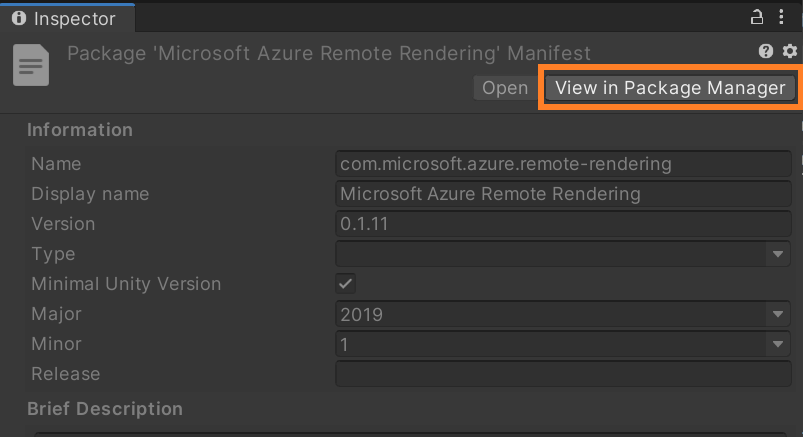 Inspector
Package 'Microsoft Azure Remote Rendering' Manifest
Open View in Package Manager
Information
Name com.microsoft.azure.remote-rendering
Display name Microsoft Azure Remote Rendering
Version 0.1.11
Type
Minimal Unity Version
Major 2019
Minor 1
Release
Brief Description